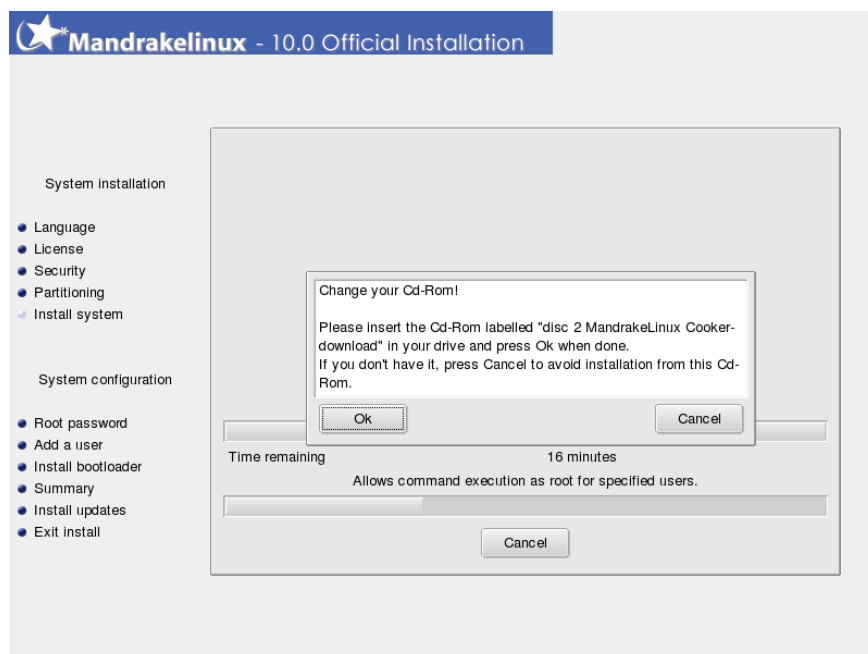 Mandrakelinux - 10.0 Official Installation
System installation
Language
License
Security
Partitioning
Install system
System configuration
Root password
Add a user
Install bootloader
Summary
Install updates
Exit install
Change your Cd-Rom!
Please insert the Cd-Rom labelled "disc 2 MandrakeLinux Cooker-
download" in your drive and press Ok when done.
If you don't have it, press Cancel to avoid installation from this Cd-
Rom.
Ok
Cancel
Time remaining
16 minutes
Allows command execution as root for specified users.
Cancel